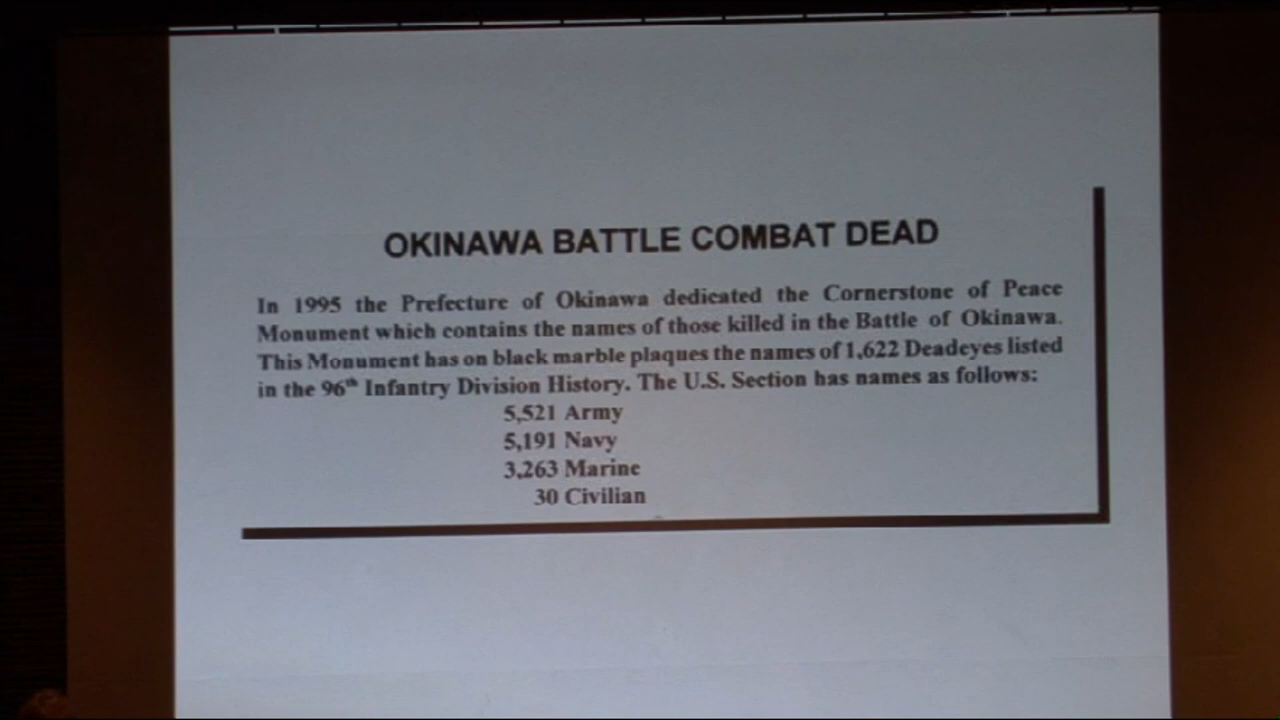 OKINAWA BATTLE COMBAT DEAD
In 1995 the Prefecture of Okinawa dedicated the Cornerstone of Peace
Monument which contains the names of those killed in the Battle of Okinawa.
This Monument has on black marble plaques the names of 1,622 Deadeyes listed
in the 96th Infantry Division History. The U.S. Section has names as follows:
5,521 Army
5,191 Navy
3,263 Marine
30 Civilian